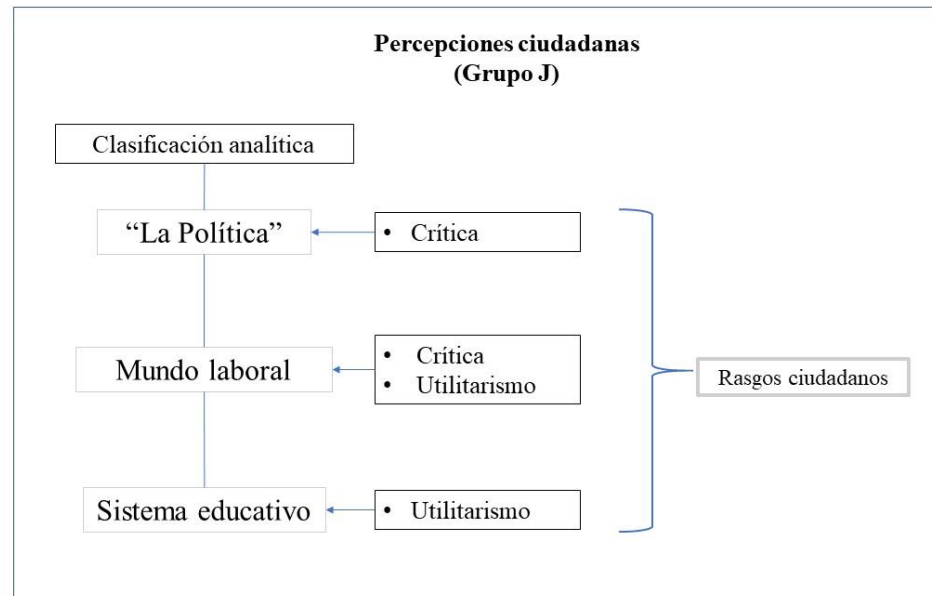 Percepciones ciudadanas
(Grupo J)
Clasificación analítica
“La Política”
• Crítica
Mundo laboral
• Crítica
• Utilitarismo
Rasgos ciudadanos
Sistema educativo
• Utilitarismo